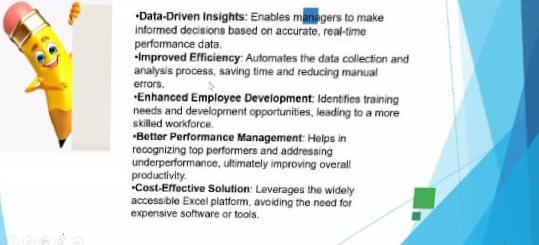 •Data-Driven Insights: Enables managers to make
informed decisions based on accurate, real-time
performance data.
•Improved Efficiency: Automates the data collection and
analysis process, saving time and reducing manual
errors.
•Enhanced Employee Development: Identifies training
needs and development opportunities, leading to a more
skilled workforce.
•Better Performance Management: Helps in
recognizing top performers and addressing
underperformance, ultimately improving overall
productivity.
•Cost-Effective Solution: Leverages the widely
accessible Excel platform, avoiding the need for
expensive software or tools.